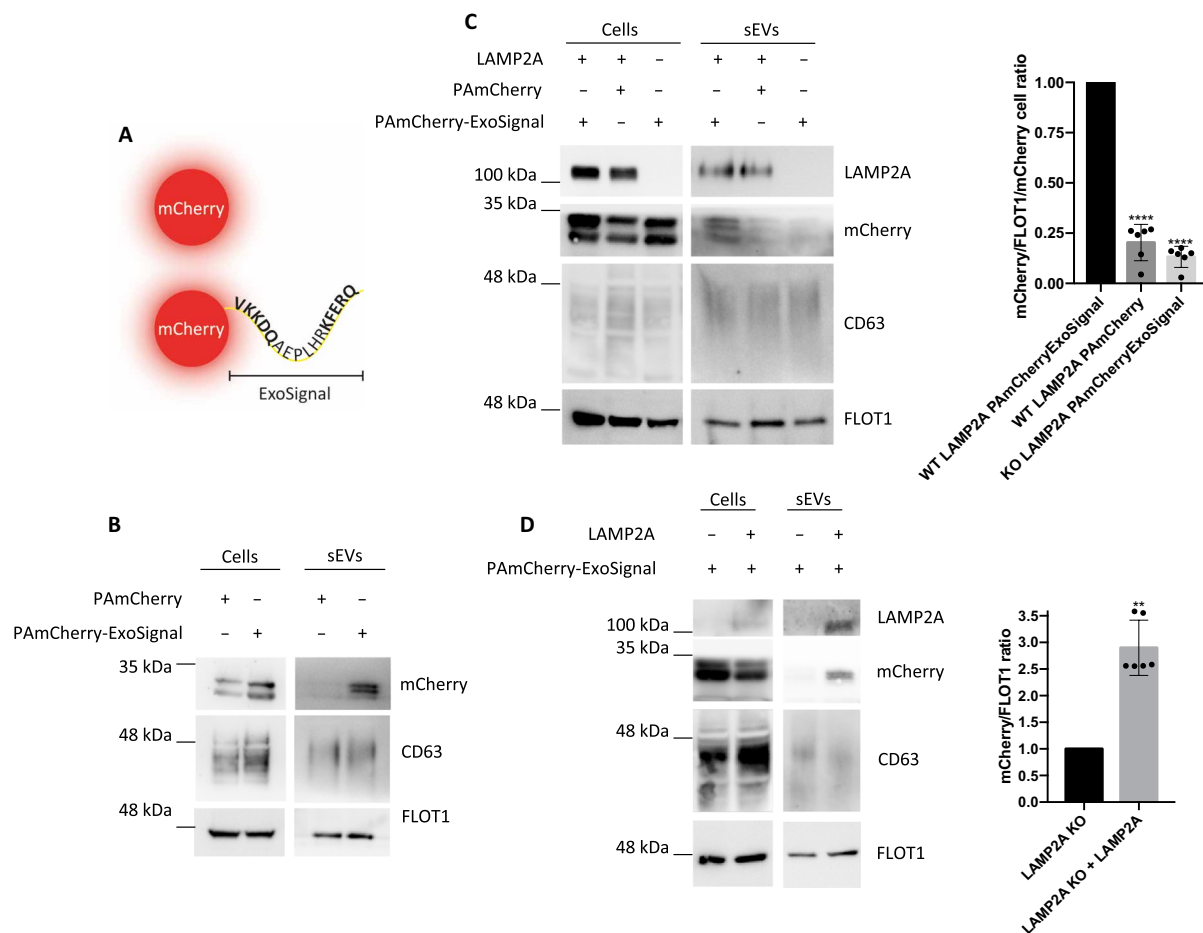 A
mCherry
mCherry
VKKDQAEPLHRKFERQ
ExoSignal
B
Cells sEVs
PAmCherry + – + –
PAmCherry-ExoSignal – + – +
35 kDa mCherry
48 kDa CD63
48 kDa FLOT1
C
Cells sEVs
LAMP2A + + – + + –
PAmCherry – + – – + –
PAmCherry-ExoSignal + – + + – +
100 kDa LAMP2A
35 kDa mCherry
48 kDa CD63
48 kDa FLOT1
mCherry/FLOT1/mCherry cell ratio
1.00
0.75
0.50
0.25
0.00
****
****
WT LAMP2A PAmCherryExoSignal
WT LAMP2A PAmCherry
KO LAMP2A PAmCherryExoSignal
D
Cells sEVs
LAMP2A – + – +
PAmCherry-ExoSignal + + + +
100 kDa LAMP2A
35 kDa mCherry
48 kDa CD63
48 kDa FLOT1
mCherry/FLOT1 ratio
3.5
3.0
2.5
2.0
1.5
1.0
0.5
0.0
**
LAMP2A KO
LAMP2A KO + LAMP2A